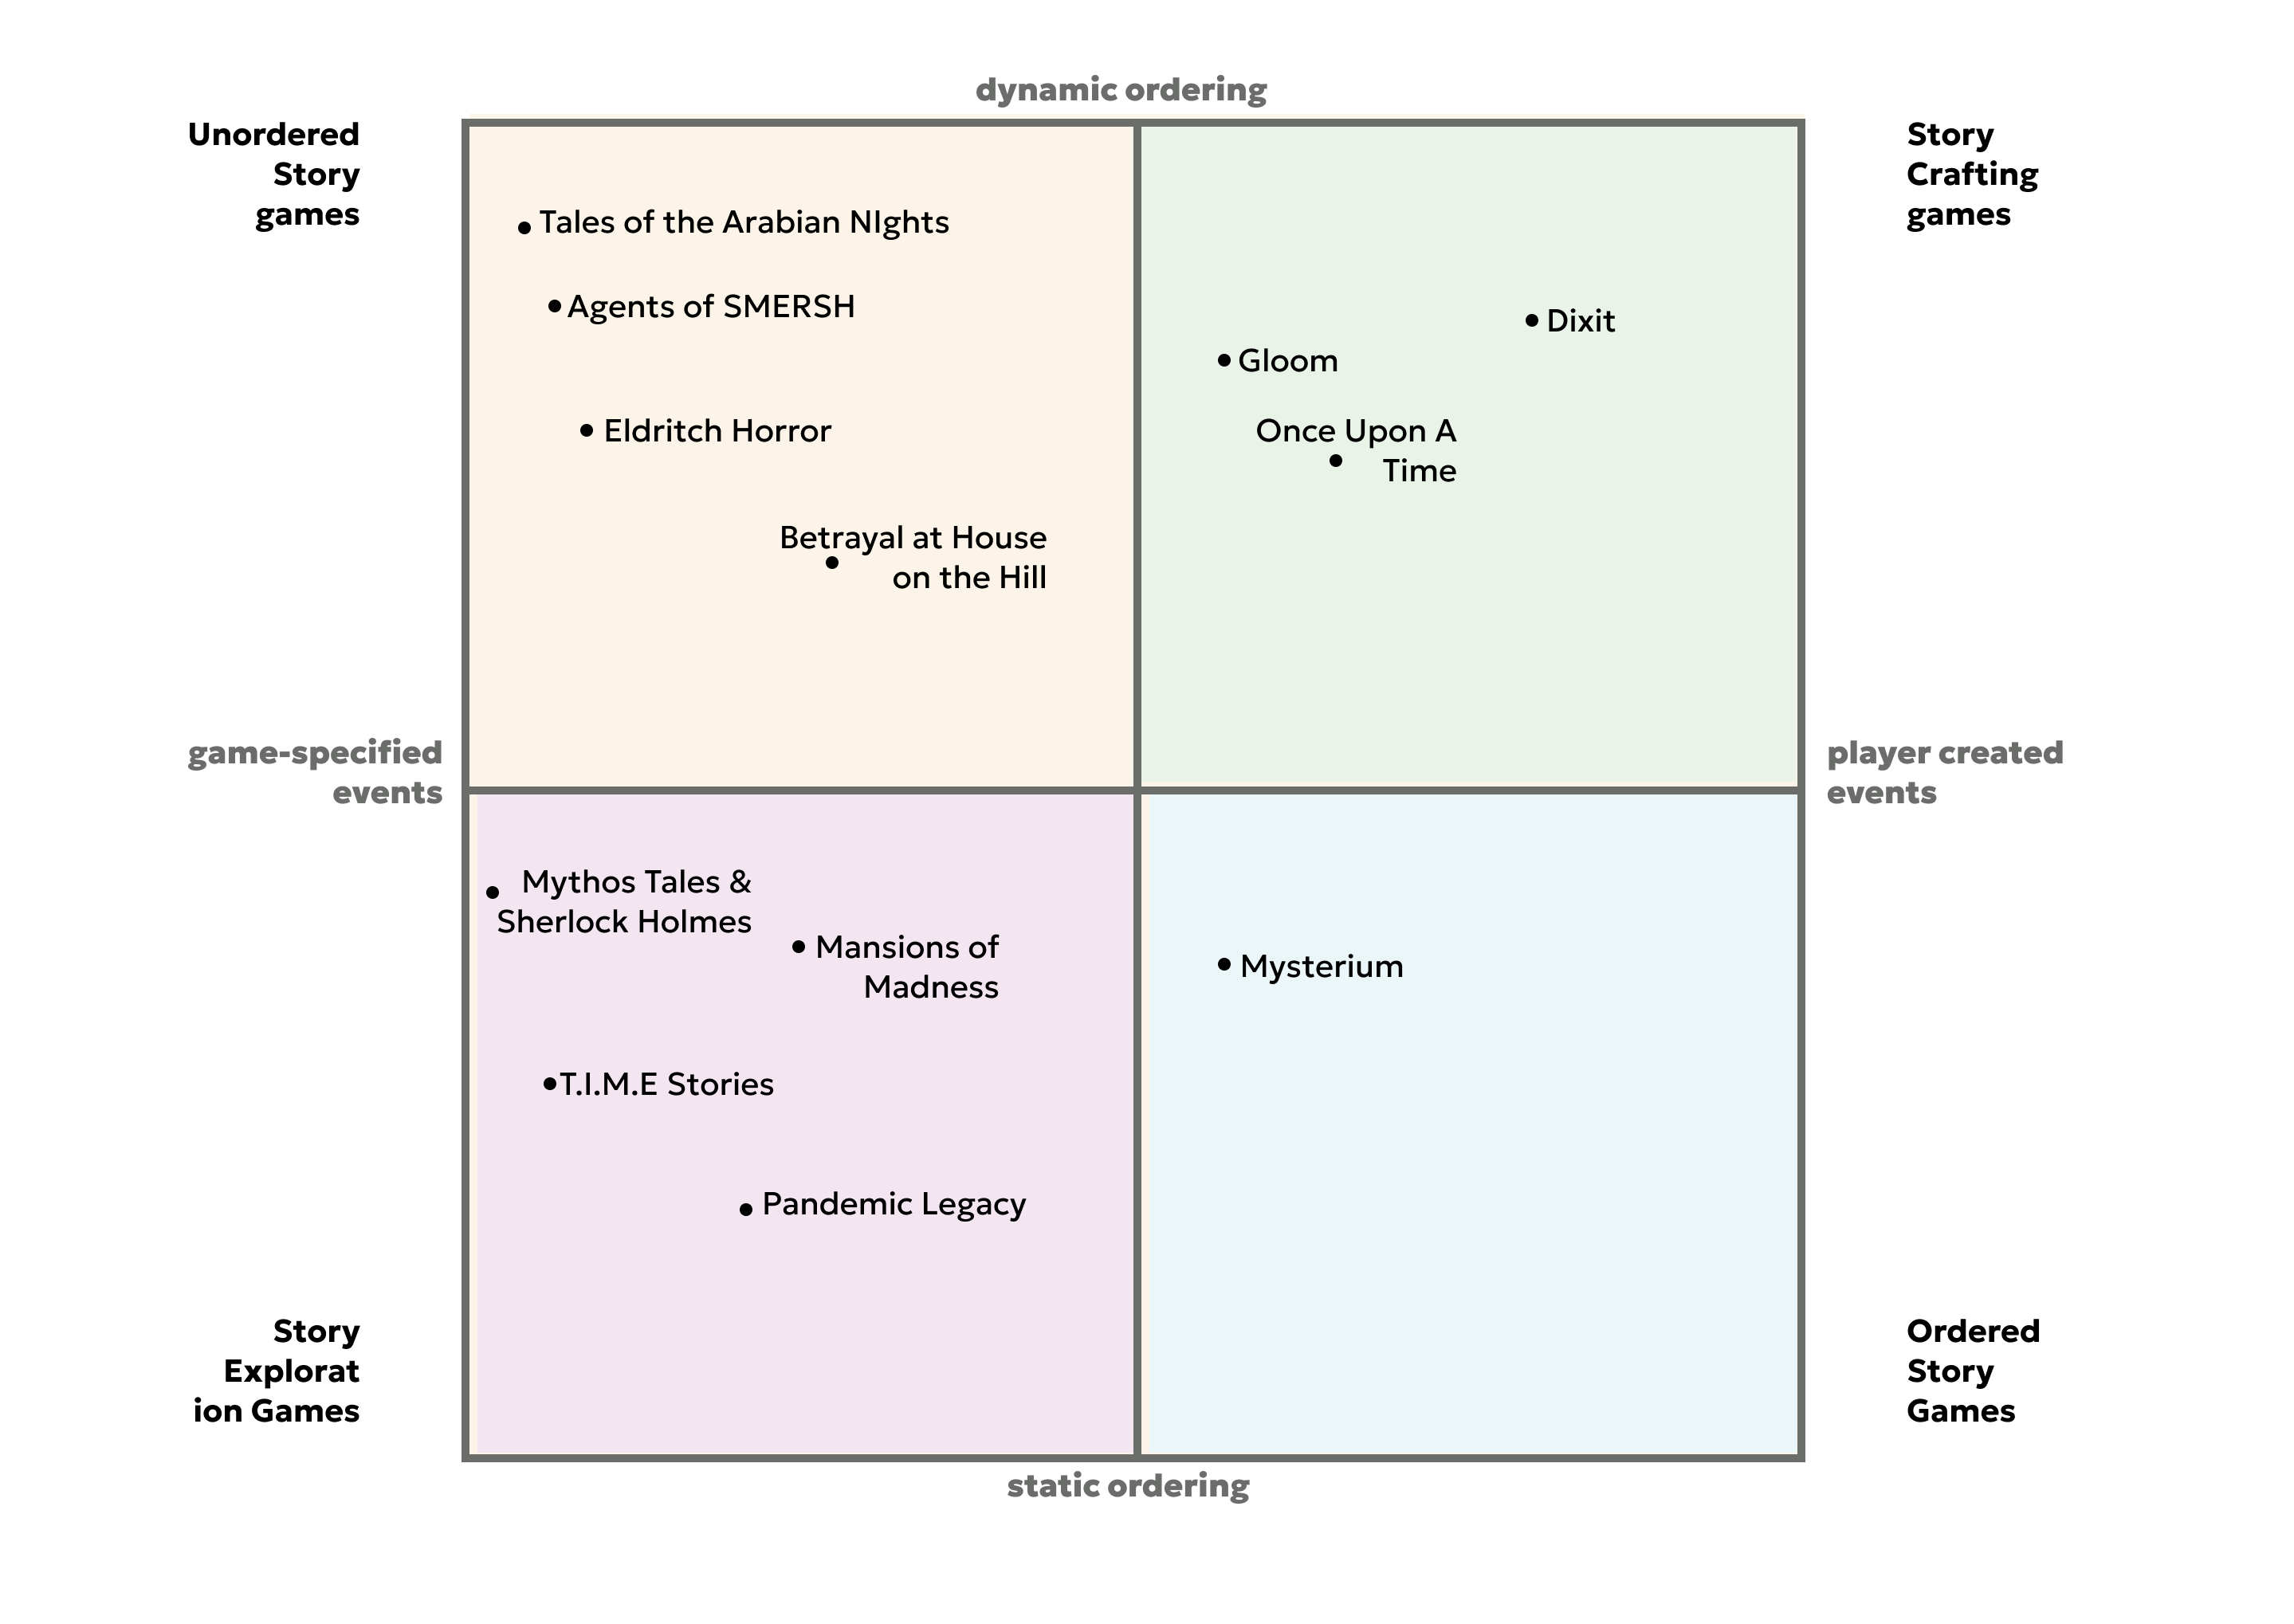 dynamic ordering
Unordered
Story
games
Story
Crafting
games
Tales of the Arabian NIghts
Agents of SMERSH
Dixit
Gloom
Eldritch Horror
Once Upon A
Time
Betrayal at House
on the Hill
game-specified
events
player created
events
Mythos Tales &
Sherlock Holmes
Mansions of
Madness
Mysterium
T.I.M.E Stories
Pandemic Legacy
Story
Explorat
ion Games
Ordered
Story
Games
static ordering